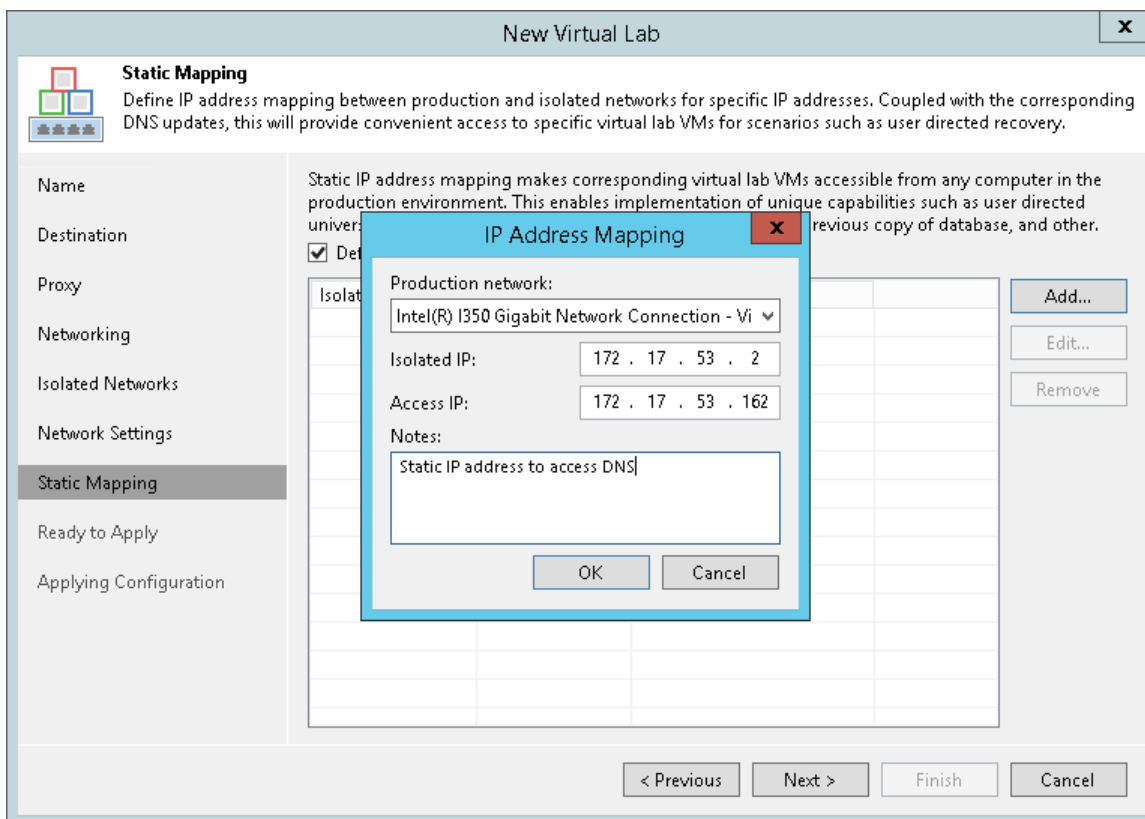 New Virtual Lab
x
Static Mapping
Define IP address mapping between production and isolated networks for specific IP addresses. Coupled with the corresponding
DNS updates, this will provide convenient access to specific virtual lab VMs for scenarios such as user directed recovery.
Name
Destination
Proxy
Networking
Isolated Networks
Network Settings
Static Mapping
Ready to Apply
Applying Configuration
Static IP address mapping makes corresponding virtual lab VMs accessible from any computer in the
production environment. This enables implementation of unique capabilities such as user directed
revious copy of database, and other.
IP Address Mapping
x
Production network:
Intel(R) I350 Gigabit Network Connection - Vi
Isolated IP:
172 . 17 . 53 . 2
Access IP:
172 . 17 . 53 . 162
Notes:
Static IP address to access DNS
OK
Cancel
Add...
Edit...
Remove
< Previous
Next >
Finish
Cancel